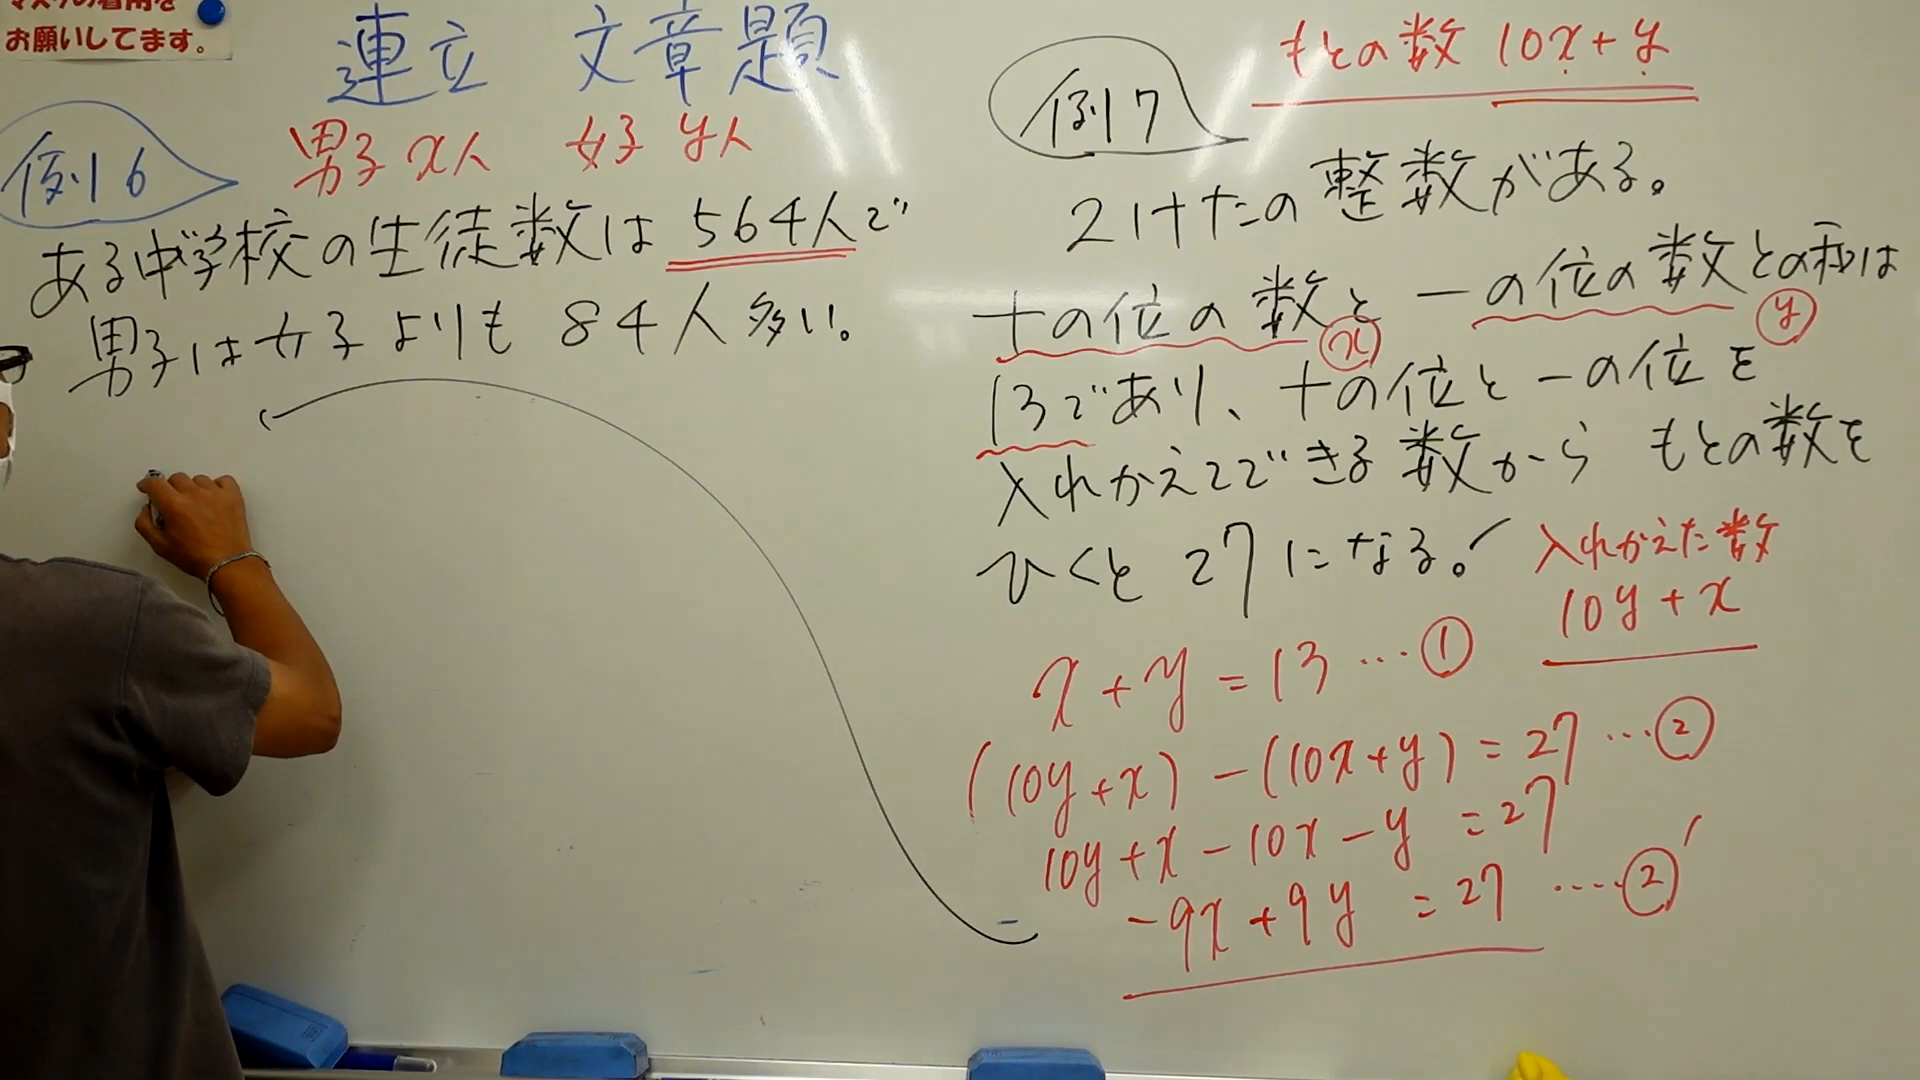 お願いしてます。
連立 文章題
例16
男子 x人 女子 y人
ある中学校の生徒数は 564人で
男子は女子よりも 84人多い。
例17
もとの数 10x+y
2けたの整数がある。
十の位の数と 一の位の数との和は
x y
13であり、十の位と一の位を
入れかえてできる数から もとの数を
ひくと 27になる。
入れかえた数
10y+x
x+y=13…①
(10y+x)-(10x+y)=27…②
10y+x-10x-y=27
-9x+9y=27 ……②′